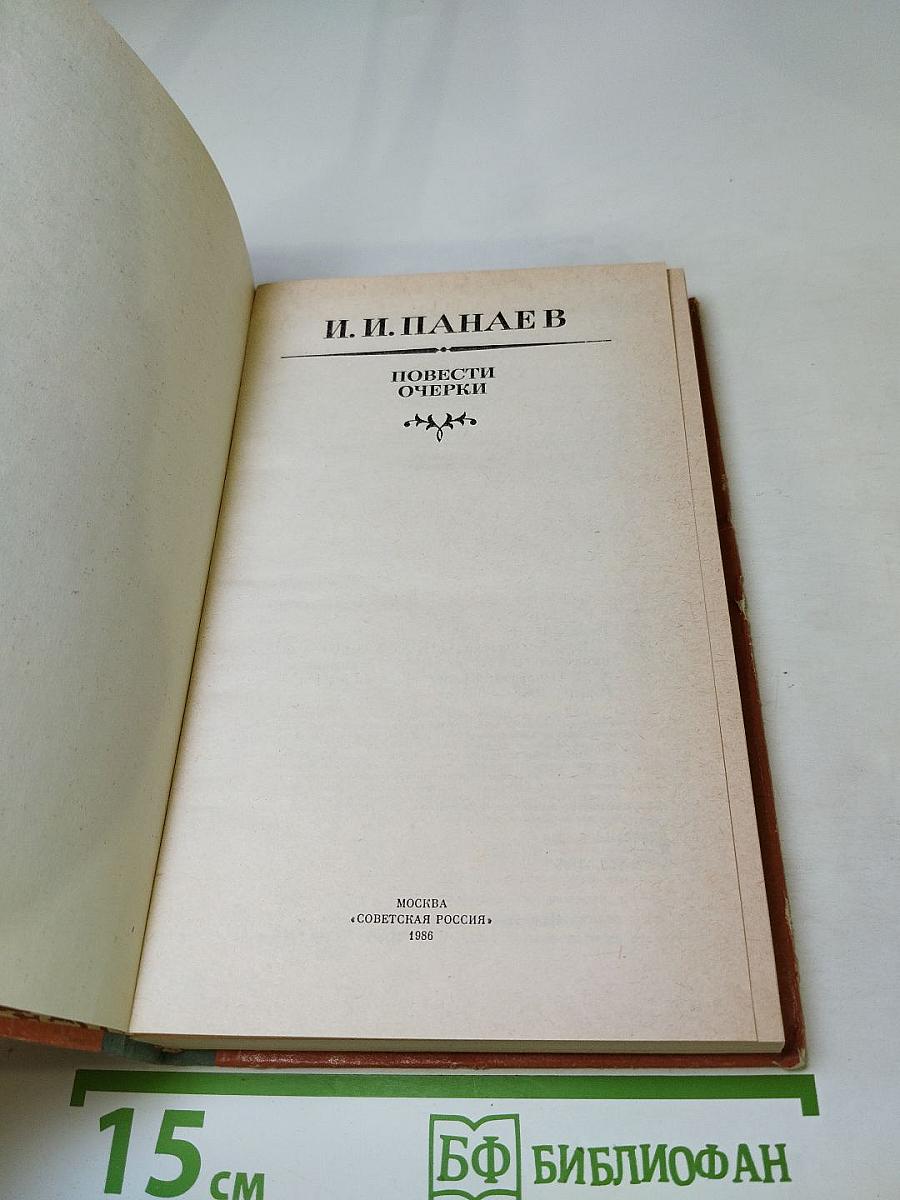 И. И. ПАНАЕВ
ПОВЕСТИ
ОЧЕРКИ
МОСКВА
«СОВЕТСКАЯ РОССИЯ»
1986
15 см
БФ БИБЛИОФАН